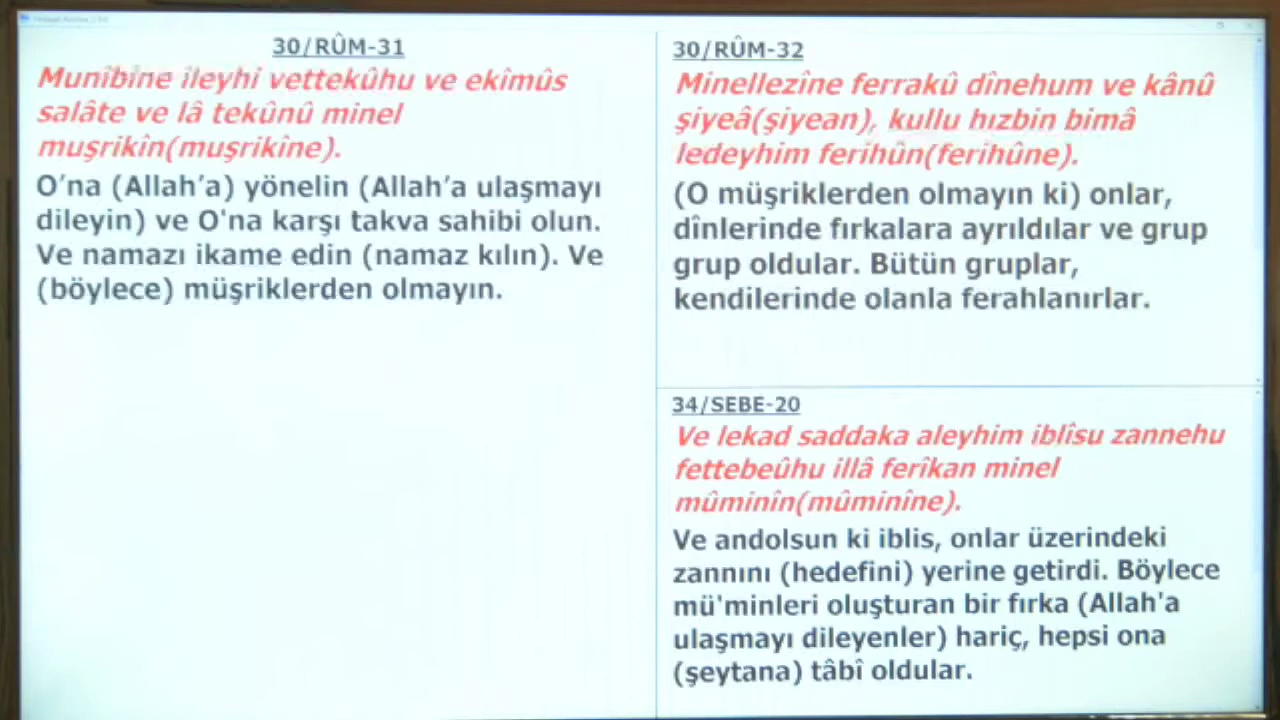 30/RÛM-31
Munîbîne ileyhi vettekûhu ve ekîmûs
salâte ve lâ tekûnû minel
muşrikîn(muşrikîne).
O’na (Allah’a) yönelin (Allah’a ulaşmayı
dileyin) ve O'na karşı takva sahibi olun.
Ve namazı ikame edin (namaz kılın). Ve
(böylece) müşriklerden olmayın.
30/RÛM-32
Minellezîne ferrakû dînehum ve kânû
şiyeâ(şiyean), kullu hızbin bimâ
ledeyhim ferihûn(ferihûne).
(O müşriklerden olmayın ki) onlar,
dînlerinde fırkalara ayrıldılar ve grup
grup oldular. Bütün gruplar,
kendilerinde olanla ferahlanırlar.
34/SEBE-20
Ve lekad saddaka aleyhim iblîsu zannehu
fettebeûhu illâ ferîkan minel
mûminîn(mûminîne).
Ve andolsun ki iblis, onlar üzerindeki
zannını (hedefini) yerine getirdi. Böylece
mü'minleri oluşturan bir fırka (Allah'a
ulaşmayı dileyenler) hariç, hepsi ona
(şeytana) tâbî oldular.